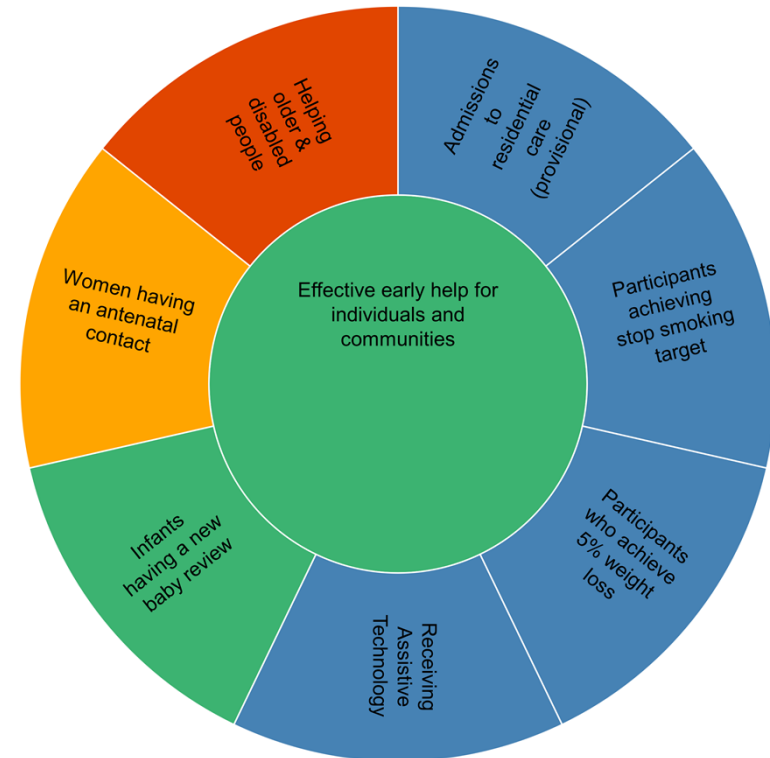 Effective early help for
individuals and
communities
Admissions
to
residential
care
(provisional)
Participants
achieving
stop smoking
target
Participants
who achieve
5% weight
loss
Receiving
Assistive
Technology
Infants
having a new
baby review
Women having
an antenatal
contact
Helping
older &
disabled
people